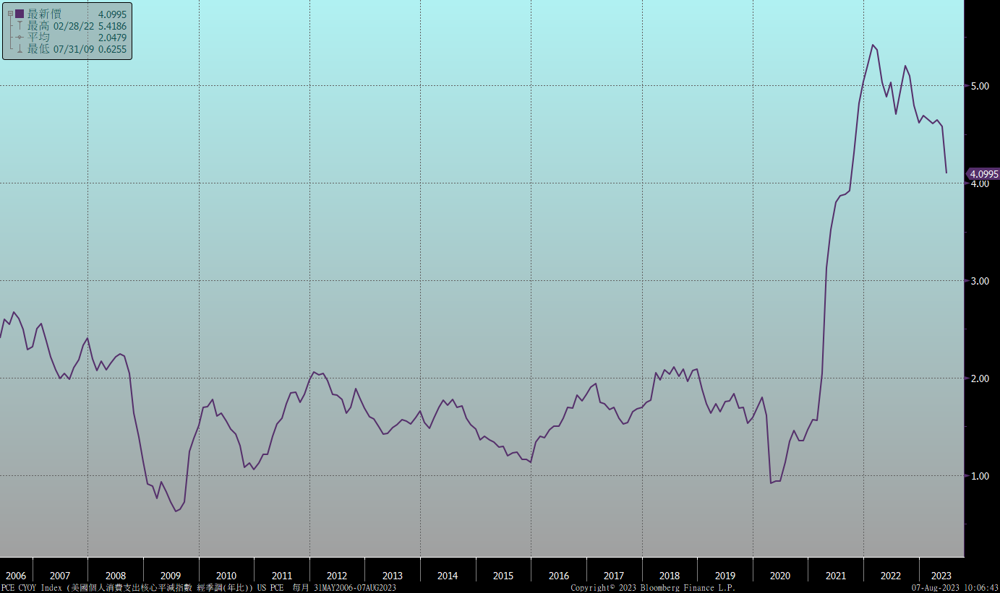 最新價 4.0995
最高 02/28/22 5.4186
平均 2.0479
最低 07/31/09 0.6255
5.00
4.0995
4.00
3.00
2.00
1.00
2006 2007 2008 2009 2010 2011 2012 2013 2014 2015 2016 2017 2018 2019 2020 2021 2022 2023
PCE CYOY Index (美國個人消費支出核心平減指數 經季調(年比)) US PCE 每月 31MAY2006-07AUG2023 Copyright© 2023 Bloomberg Finance L.P. 07-Aug-2023 10:06:43